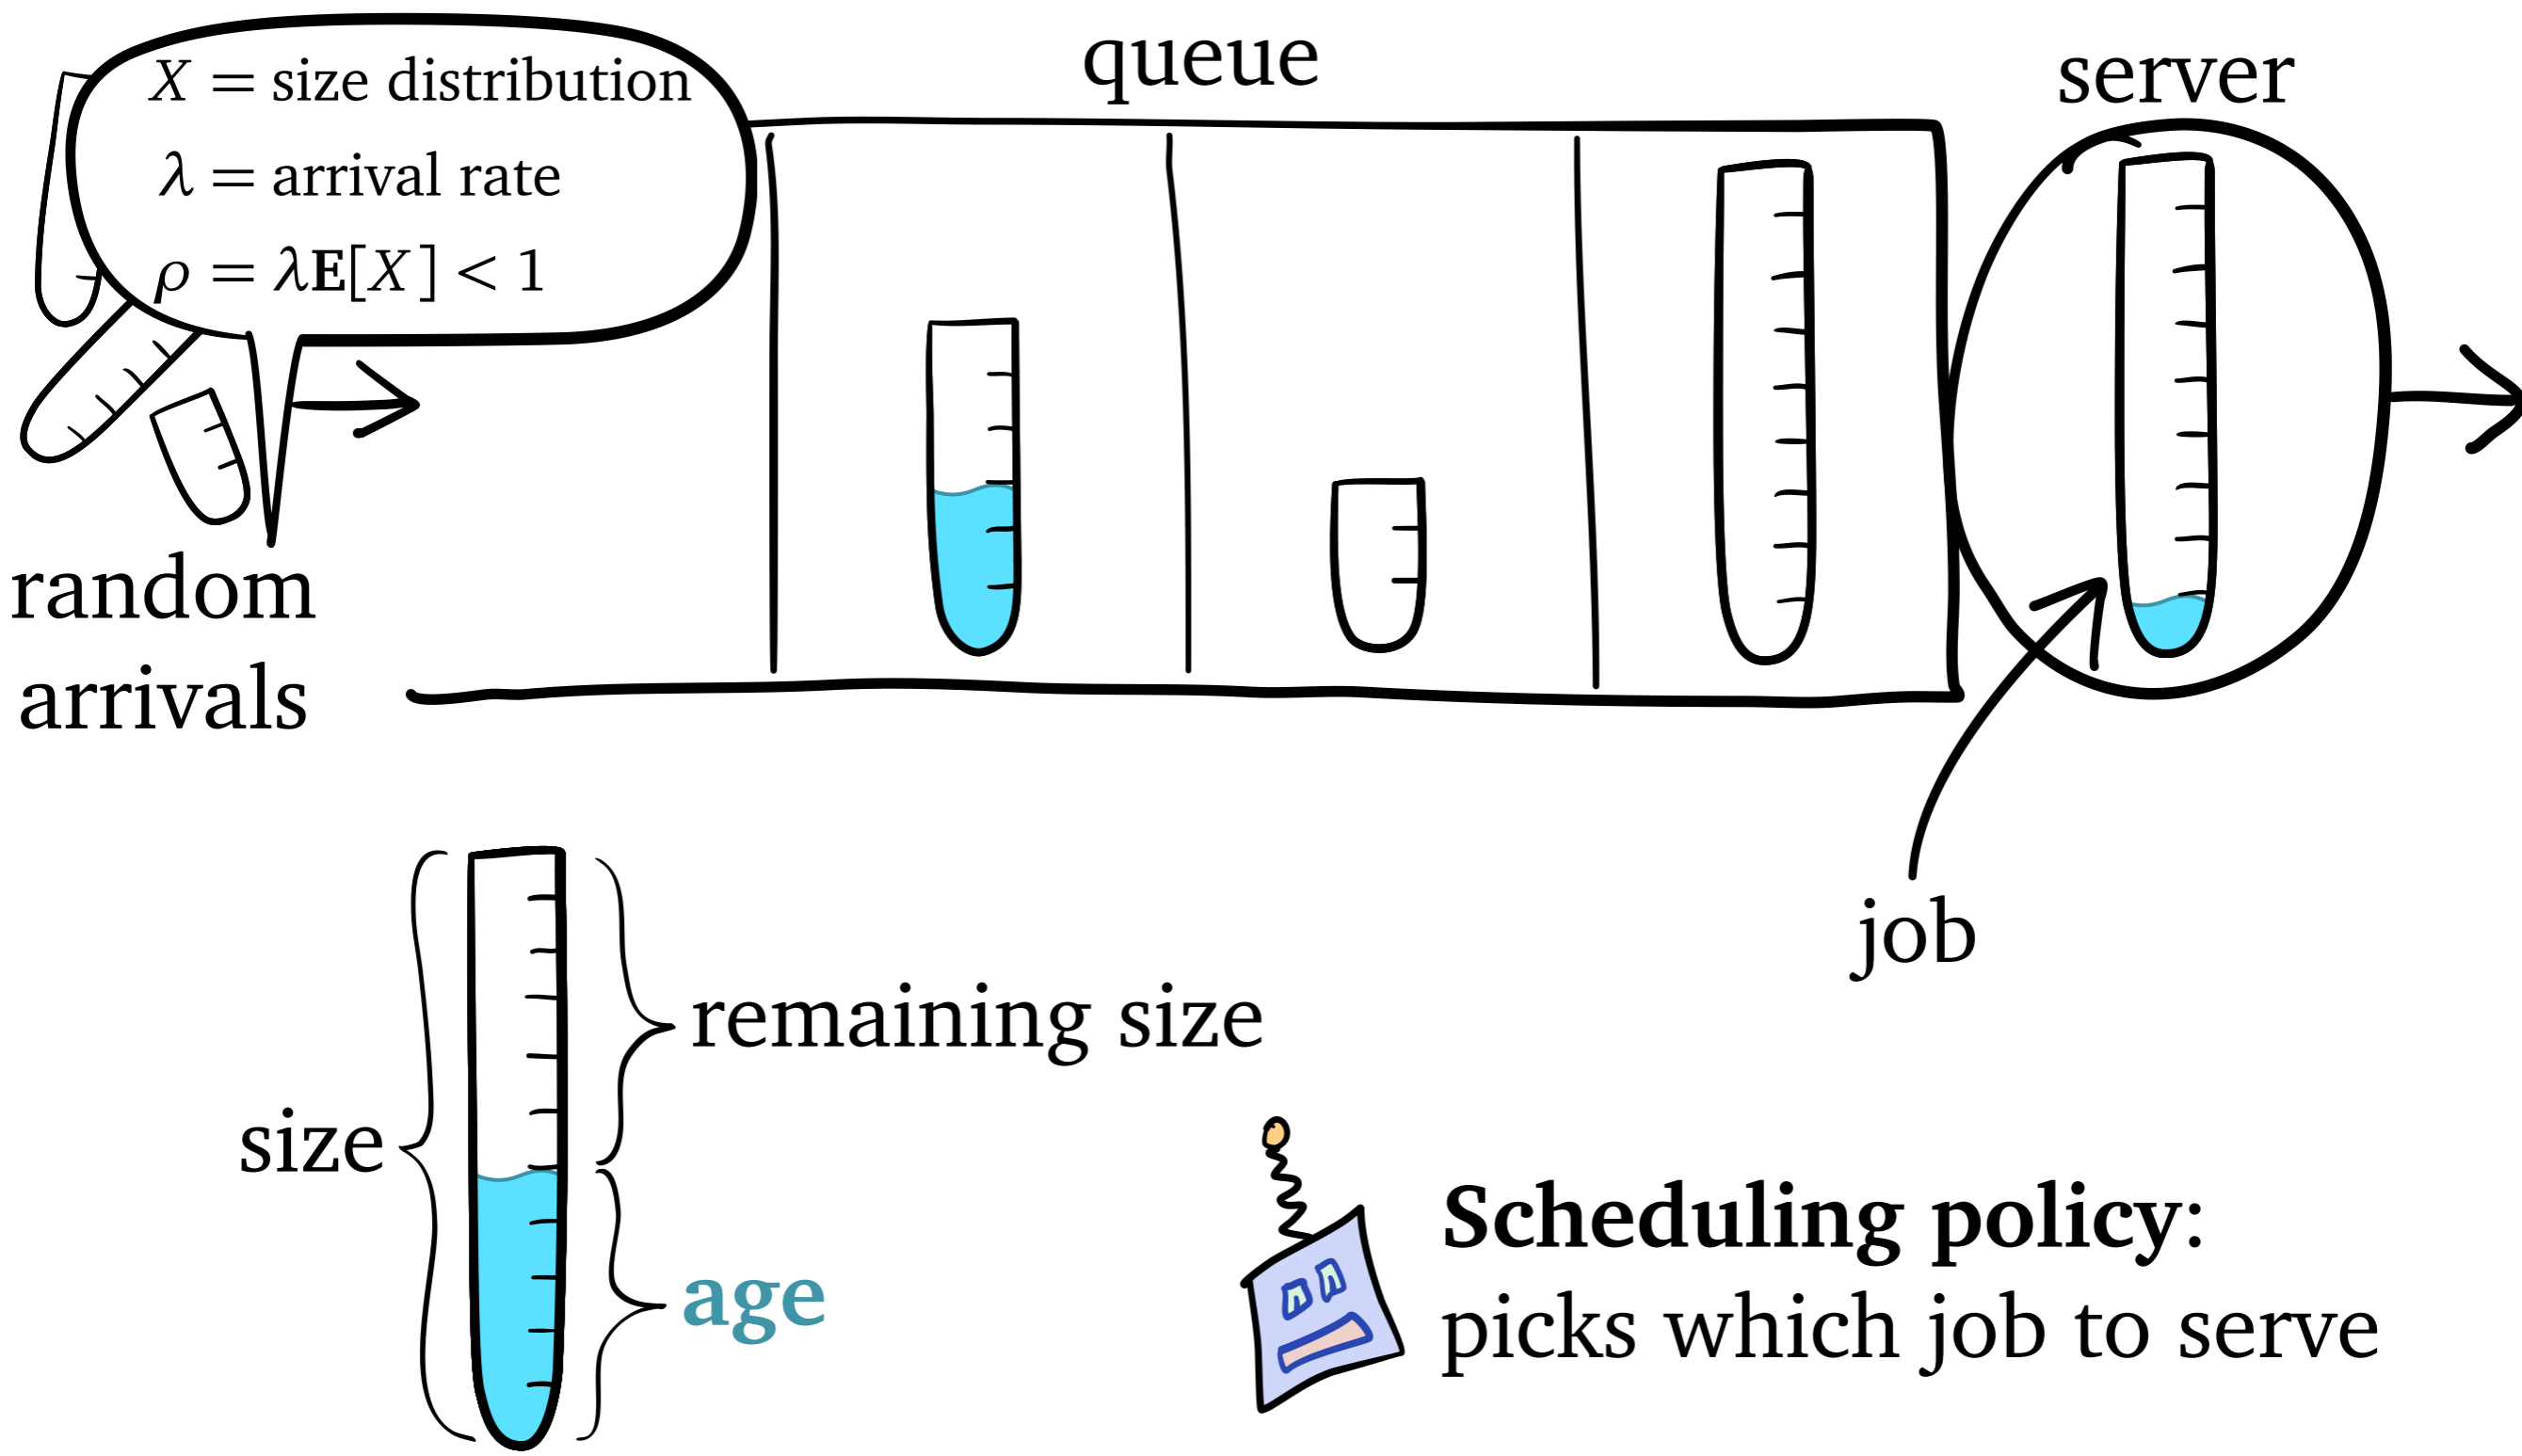 X = size distribution
λ = arrival rate
ρ = λE[X] < 1
queue
server
random
arrivals
job
remaining size
size
age
Scheduling policy:
picks which job to serve